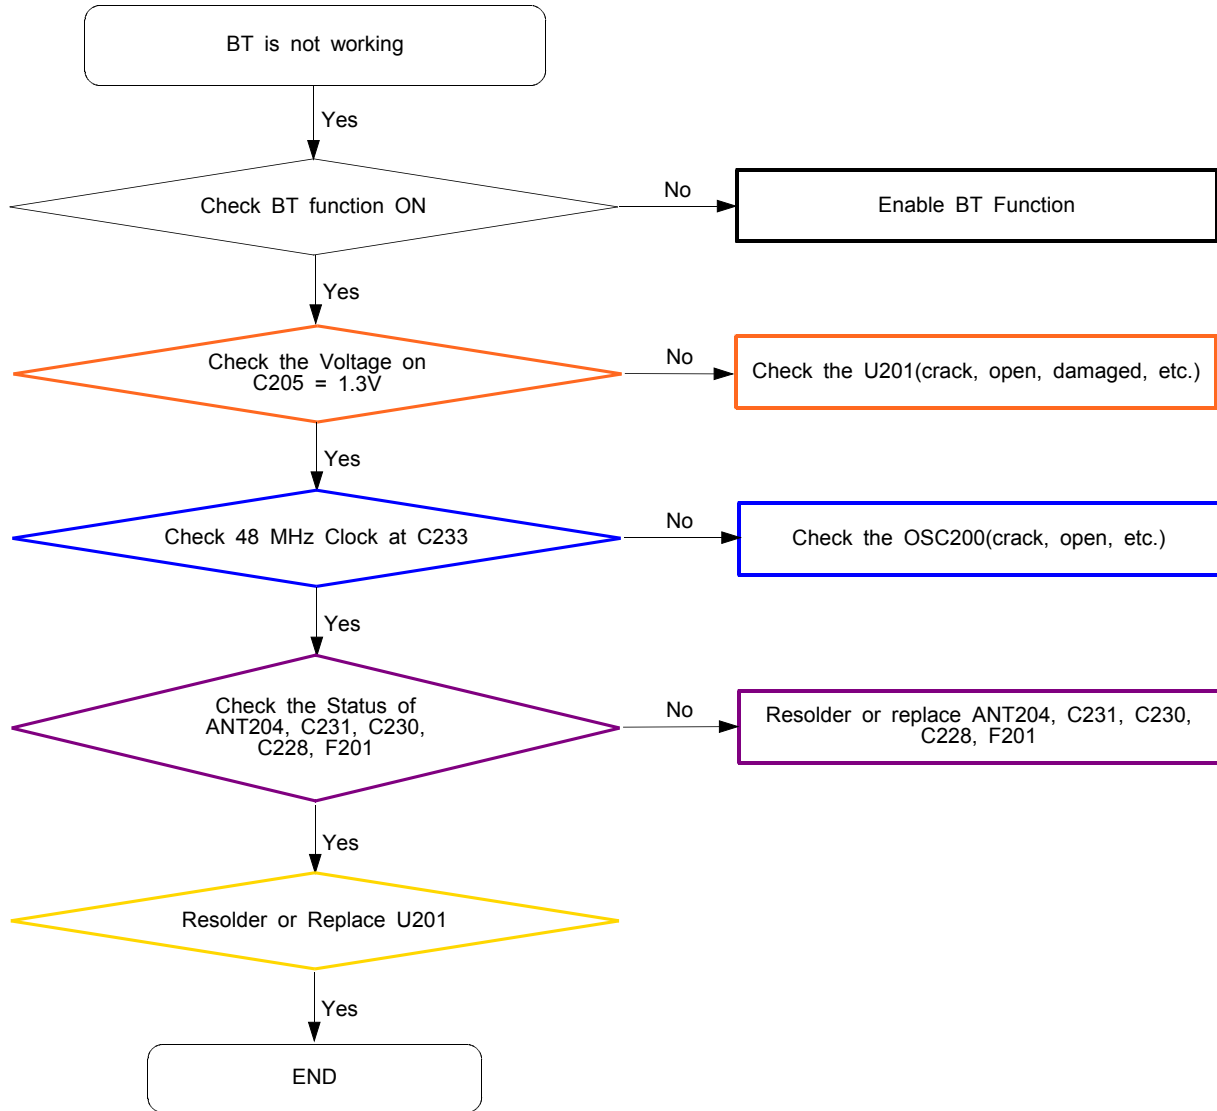 BT is not working
Yes
Check BT function ON
No
Enable BT Function
Yes
Check the Voltage on
C205 = 1.3V
No
Check the U201(crack, open, damaged, etc.)
Yes
Check 48 MHz Clock at C233
No
Check the OSC200(crack, open, etc.)
Yes
Check the Status of
ANT204, C231, C230,
C228, F201
No
Resolder or replace ANT204, C231, C230,
C228, F201
Yes
Resolder or Replace U201
Yes
END